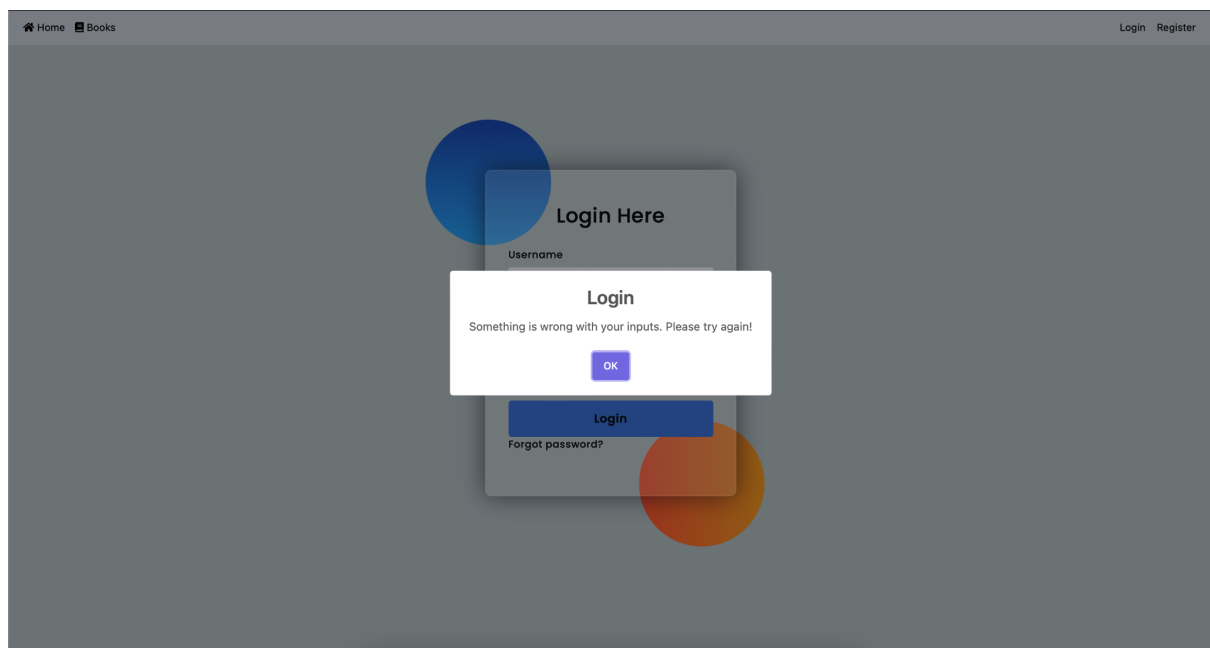 Home Books Login Register
Login Here
Username
Login
Something is wrong with your inputs. Please try again!
OK
Login
Forgot password?